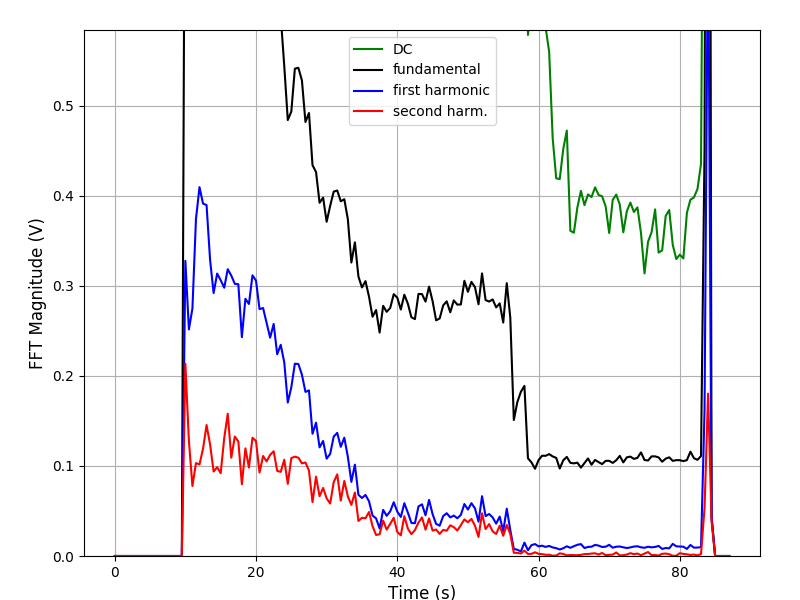 DC
fundamental
first harmonic
second harm.
FFT Magnitude (V)
0.5
0.4
0.3
0.2
0.1
0.0
0 20 40 60 80
Time (s)